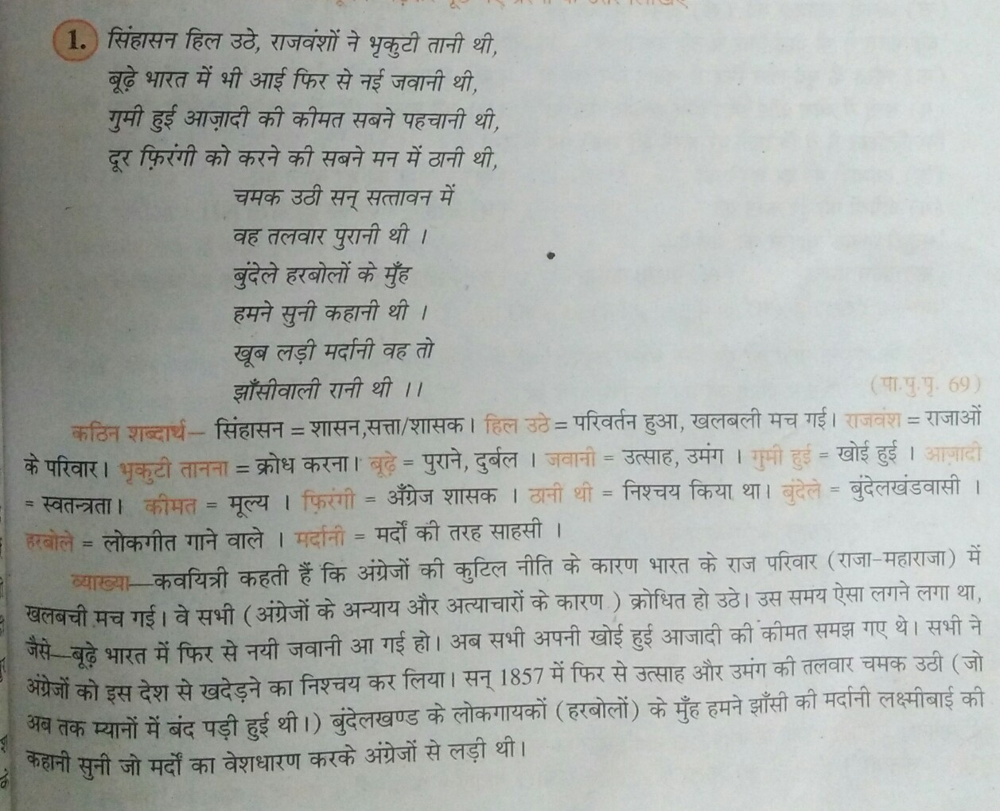 1. सिंहासन हिल उठे, राजवंशों ने भृकुटी तानी थी,
बूढ़े भारत में भी आई फिर से नई जवानी थी,
गुमी हुई आज़ादी की कीमत सबने पहचानी थी,
दूर फ़िरंगी को करने की सबने मन में ठानी थी,
चमक उठी सन् सत्तावन में
वह तलवार पुरानी थी ।
बुंदेले हरबोलों के मुँह
हमने सुनी कहानी थी ।
खूब लड़ी मर्दानी वह तो
झाँसीवाली रानी थी ।।
(पा.पु.पृ. 69)
कठिन शब्दार्थ— सिंहासन = शासन,सत्ता/शासक। हिल उठे = परिवर्तन हुआ, खलबली मच गई। राजवंश = राजाओं
के परिवार। भृकुटी तानना = क्रोध करना। बूढ़े = पुराने, दुर्बल । जवानी = उत्साह, उमंग । गुमी हुई = खोई हुई । आज़ादी
= स्वतन्त्रता। कीमत = मूल्य । फ़िरंगी = अँग्रेज शासक । ठानी थी = निश्चय किया था। बुंदेले = बुंदेलखंडवासी ।
हरबोले = लोकगीत गाने वाले । मर्दानी = मर्दों की तरह साहसी ।
व्याख्या—कवयित्री कहती हैं कि अंग्रेजों की कुटिल नीति के कारण भारत के राज परिवार (राजा-महाराजा) में
खलबची मच गई। वे सभी (अंग्रेजों के अन्याय और अत्याचारों के कारण ) क्रोधित हो उठे। उस समय ऐसा लगने लगा था,
जैसे—बूढ़े भारत में फिर से नयी जवानी आ गई हो। अब सभी अपनी खोई हुई आजादी की कीमत समझ गए थे। सभी ने
अंग्रेजों को इस देश से खदेड़ने का निश्चय कर लिया। सन् 1857 में फिर से उत्साह और उमंग की तलवार चमक उठी (जो
अब तक म्यानों में बंद पड़ी हुई थी।) बुंदेलखण्ड के लोकगायकों (हरबोलों) के मुँह हमने झाँसी की मर्दानी लक्ष्मीबाई की
कहानी सुनी जो मर्दों का वेशधारण करके अंग्रेजों से लड़ी थी।